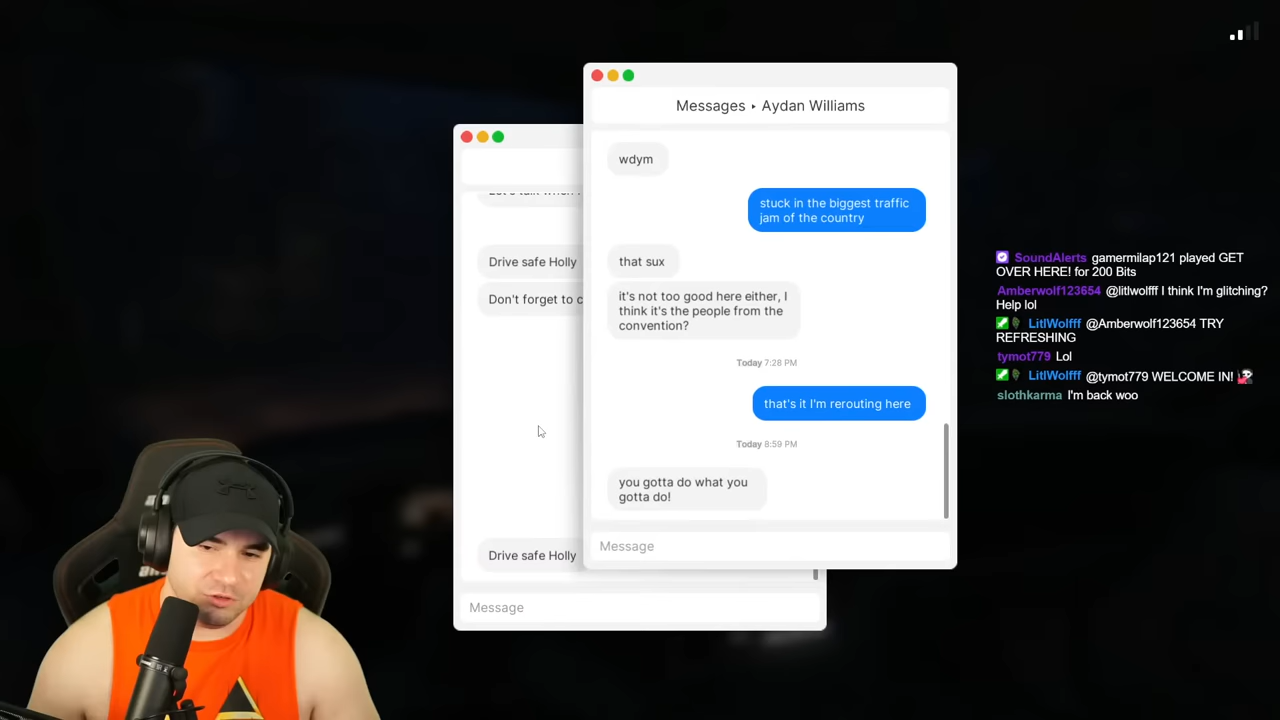 Messages ▸ Aydan Williams
wdym
stuck in the biggest traffic
jam of the country
that sux
it's not too good here either, I
think it's the people from the
convention?
Today 7:28 PM
that's it I'm rerouting here
Today 8:59 PM
you gotta do what you
gotta do!
Message
Drive safe Holly
Don't forget to c
Drive safe Holly
Message
SoundAlerts gamermilap121 played GET
OVER HERE! for 200 Bits
Amberwolf123654 @litlwolfff I think I'm glitching?
Help lol
LitlWolfff @Amberwolf123654 TRY
REFRESHING
tymot779 Lol
LitlWolfff @tymot779 WELCOME IN!
slothkarma I'm back woo